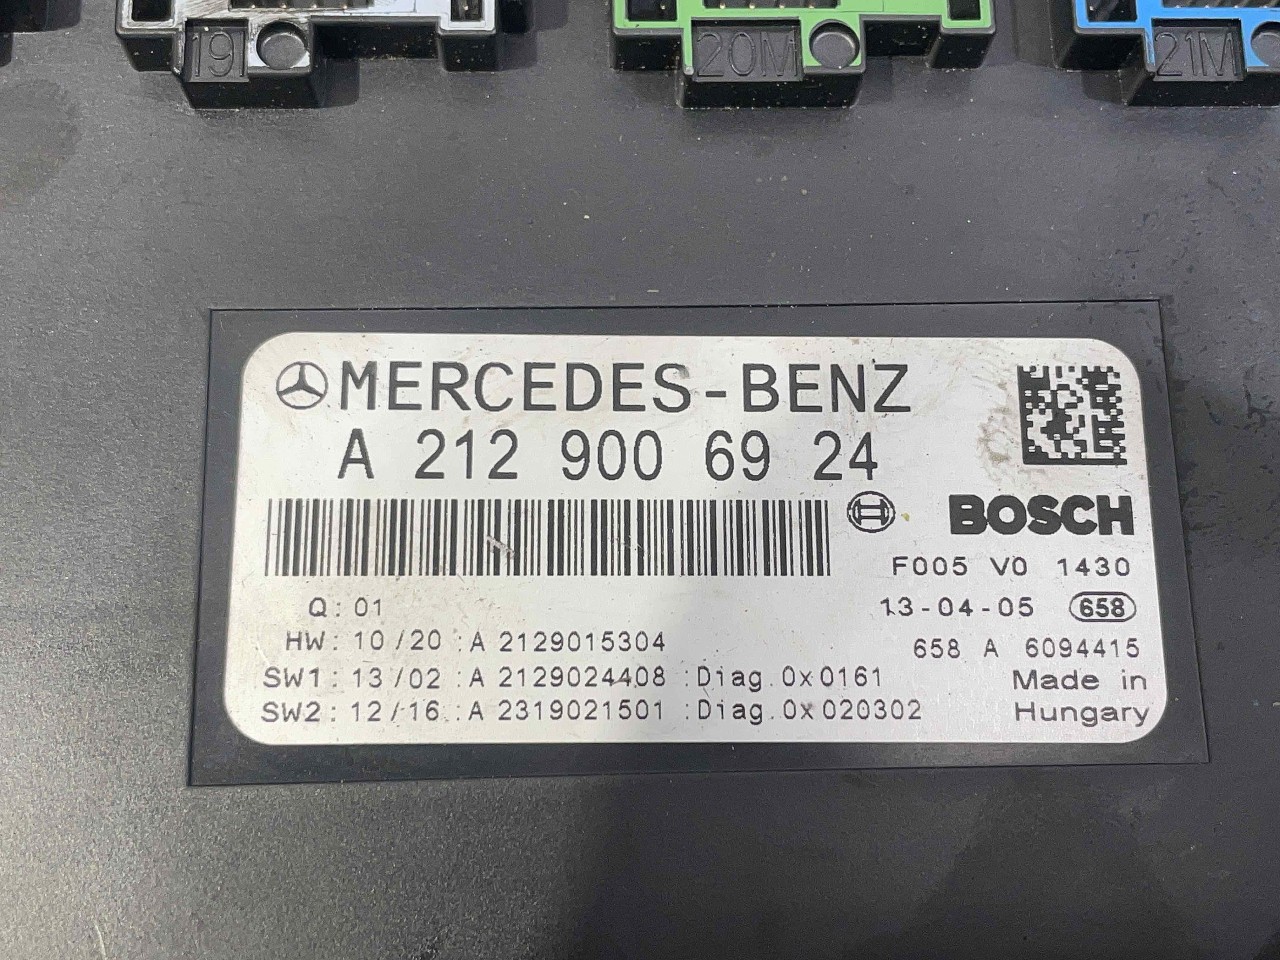 19
20M
21M
MERCEDES-BENZ
A 212 900 69 24
BOSCH
F005 V0 1430
Q: 01
13-04-05 658
HW: 10/20 :A 2129015304
658 A 6094415
SW1: 13/02 :A 2129024408 :Diag.0x0161
Made in
SW2: 12/16 :A 2319021501 :Diag.0x020302
Hungary